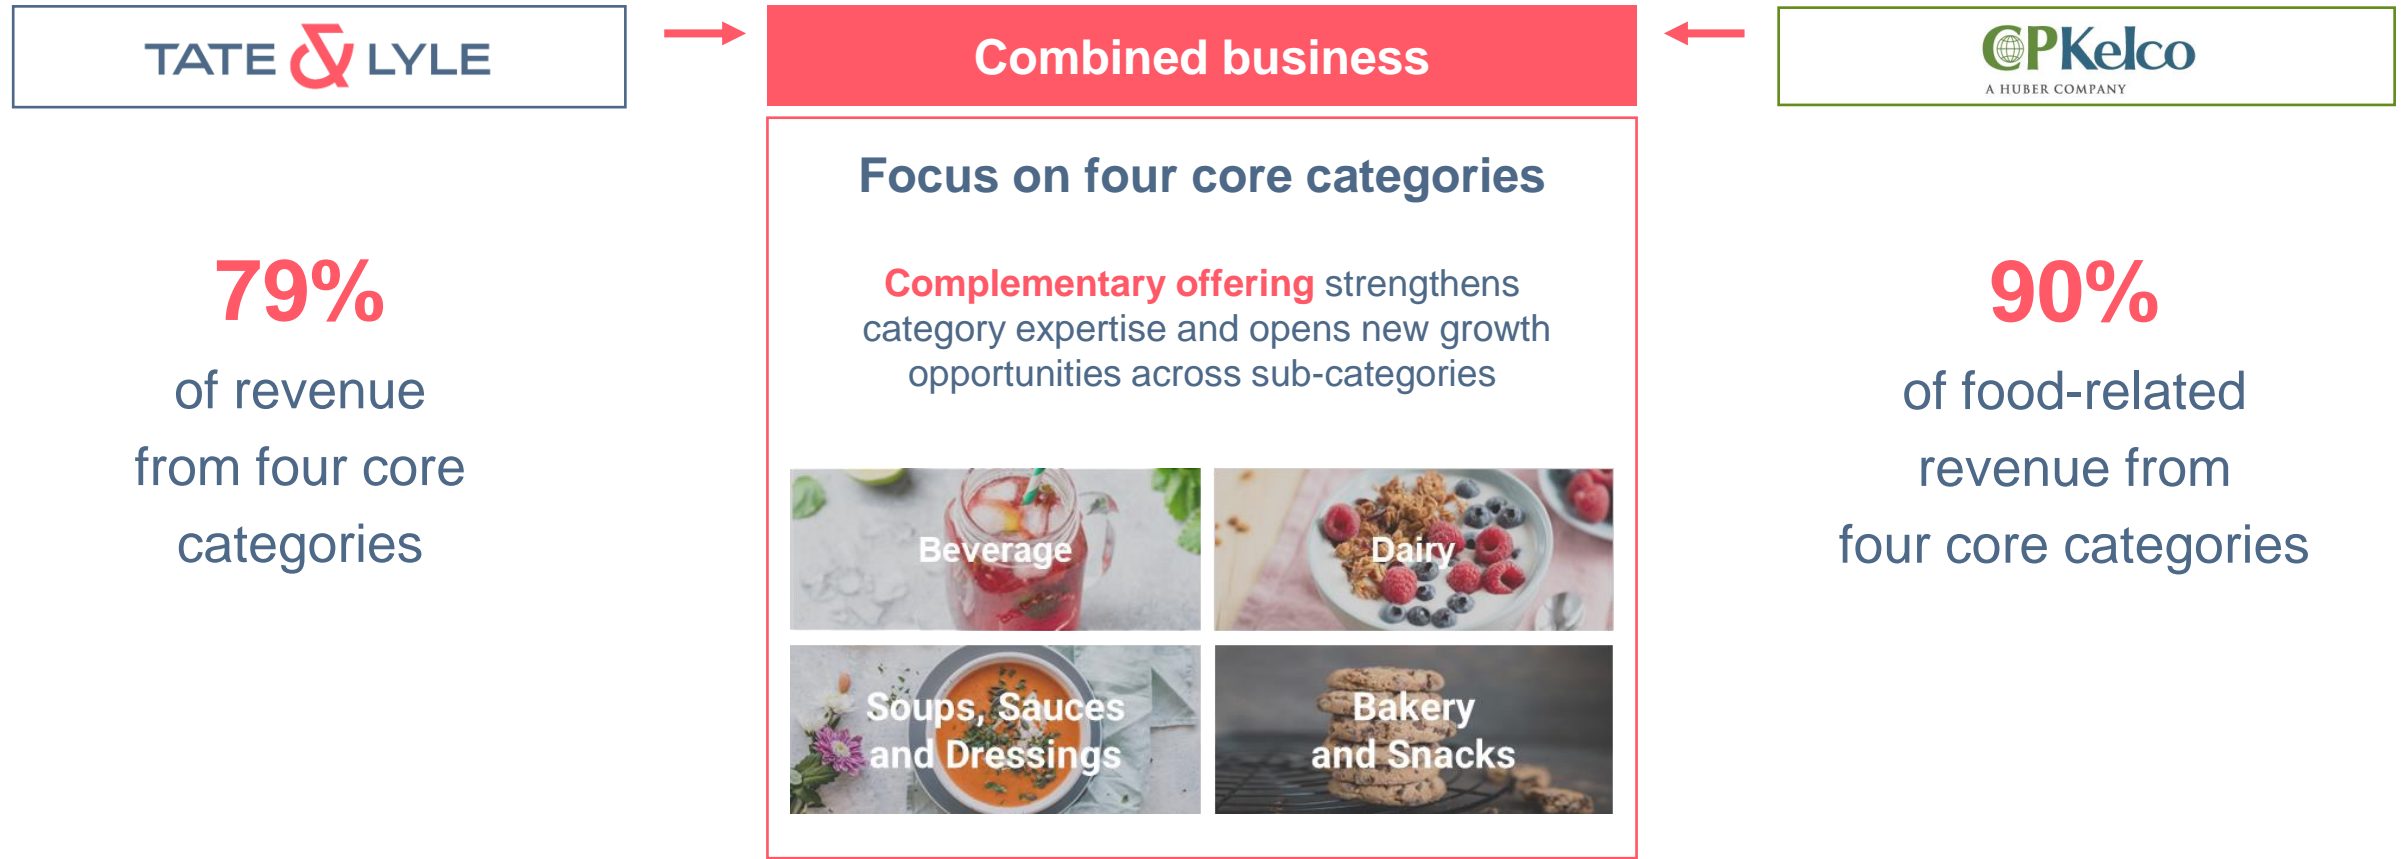 TATE & LYLE
Combined business
CPKelco
A HUBER COMPANY
Focus on four core categories
79%
of revenue
from four core
categories
Complementary offering strengthens
category expertise and opens new growth
opportunities across sub-categories
Beverage
Dairy
Soups, Sauces
and Dressings
Bakery
and Snacks
90%
of food-related
revenue from
four core categories